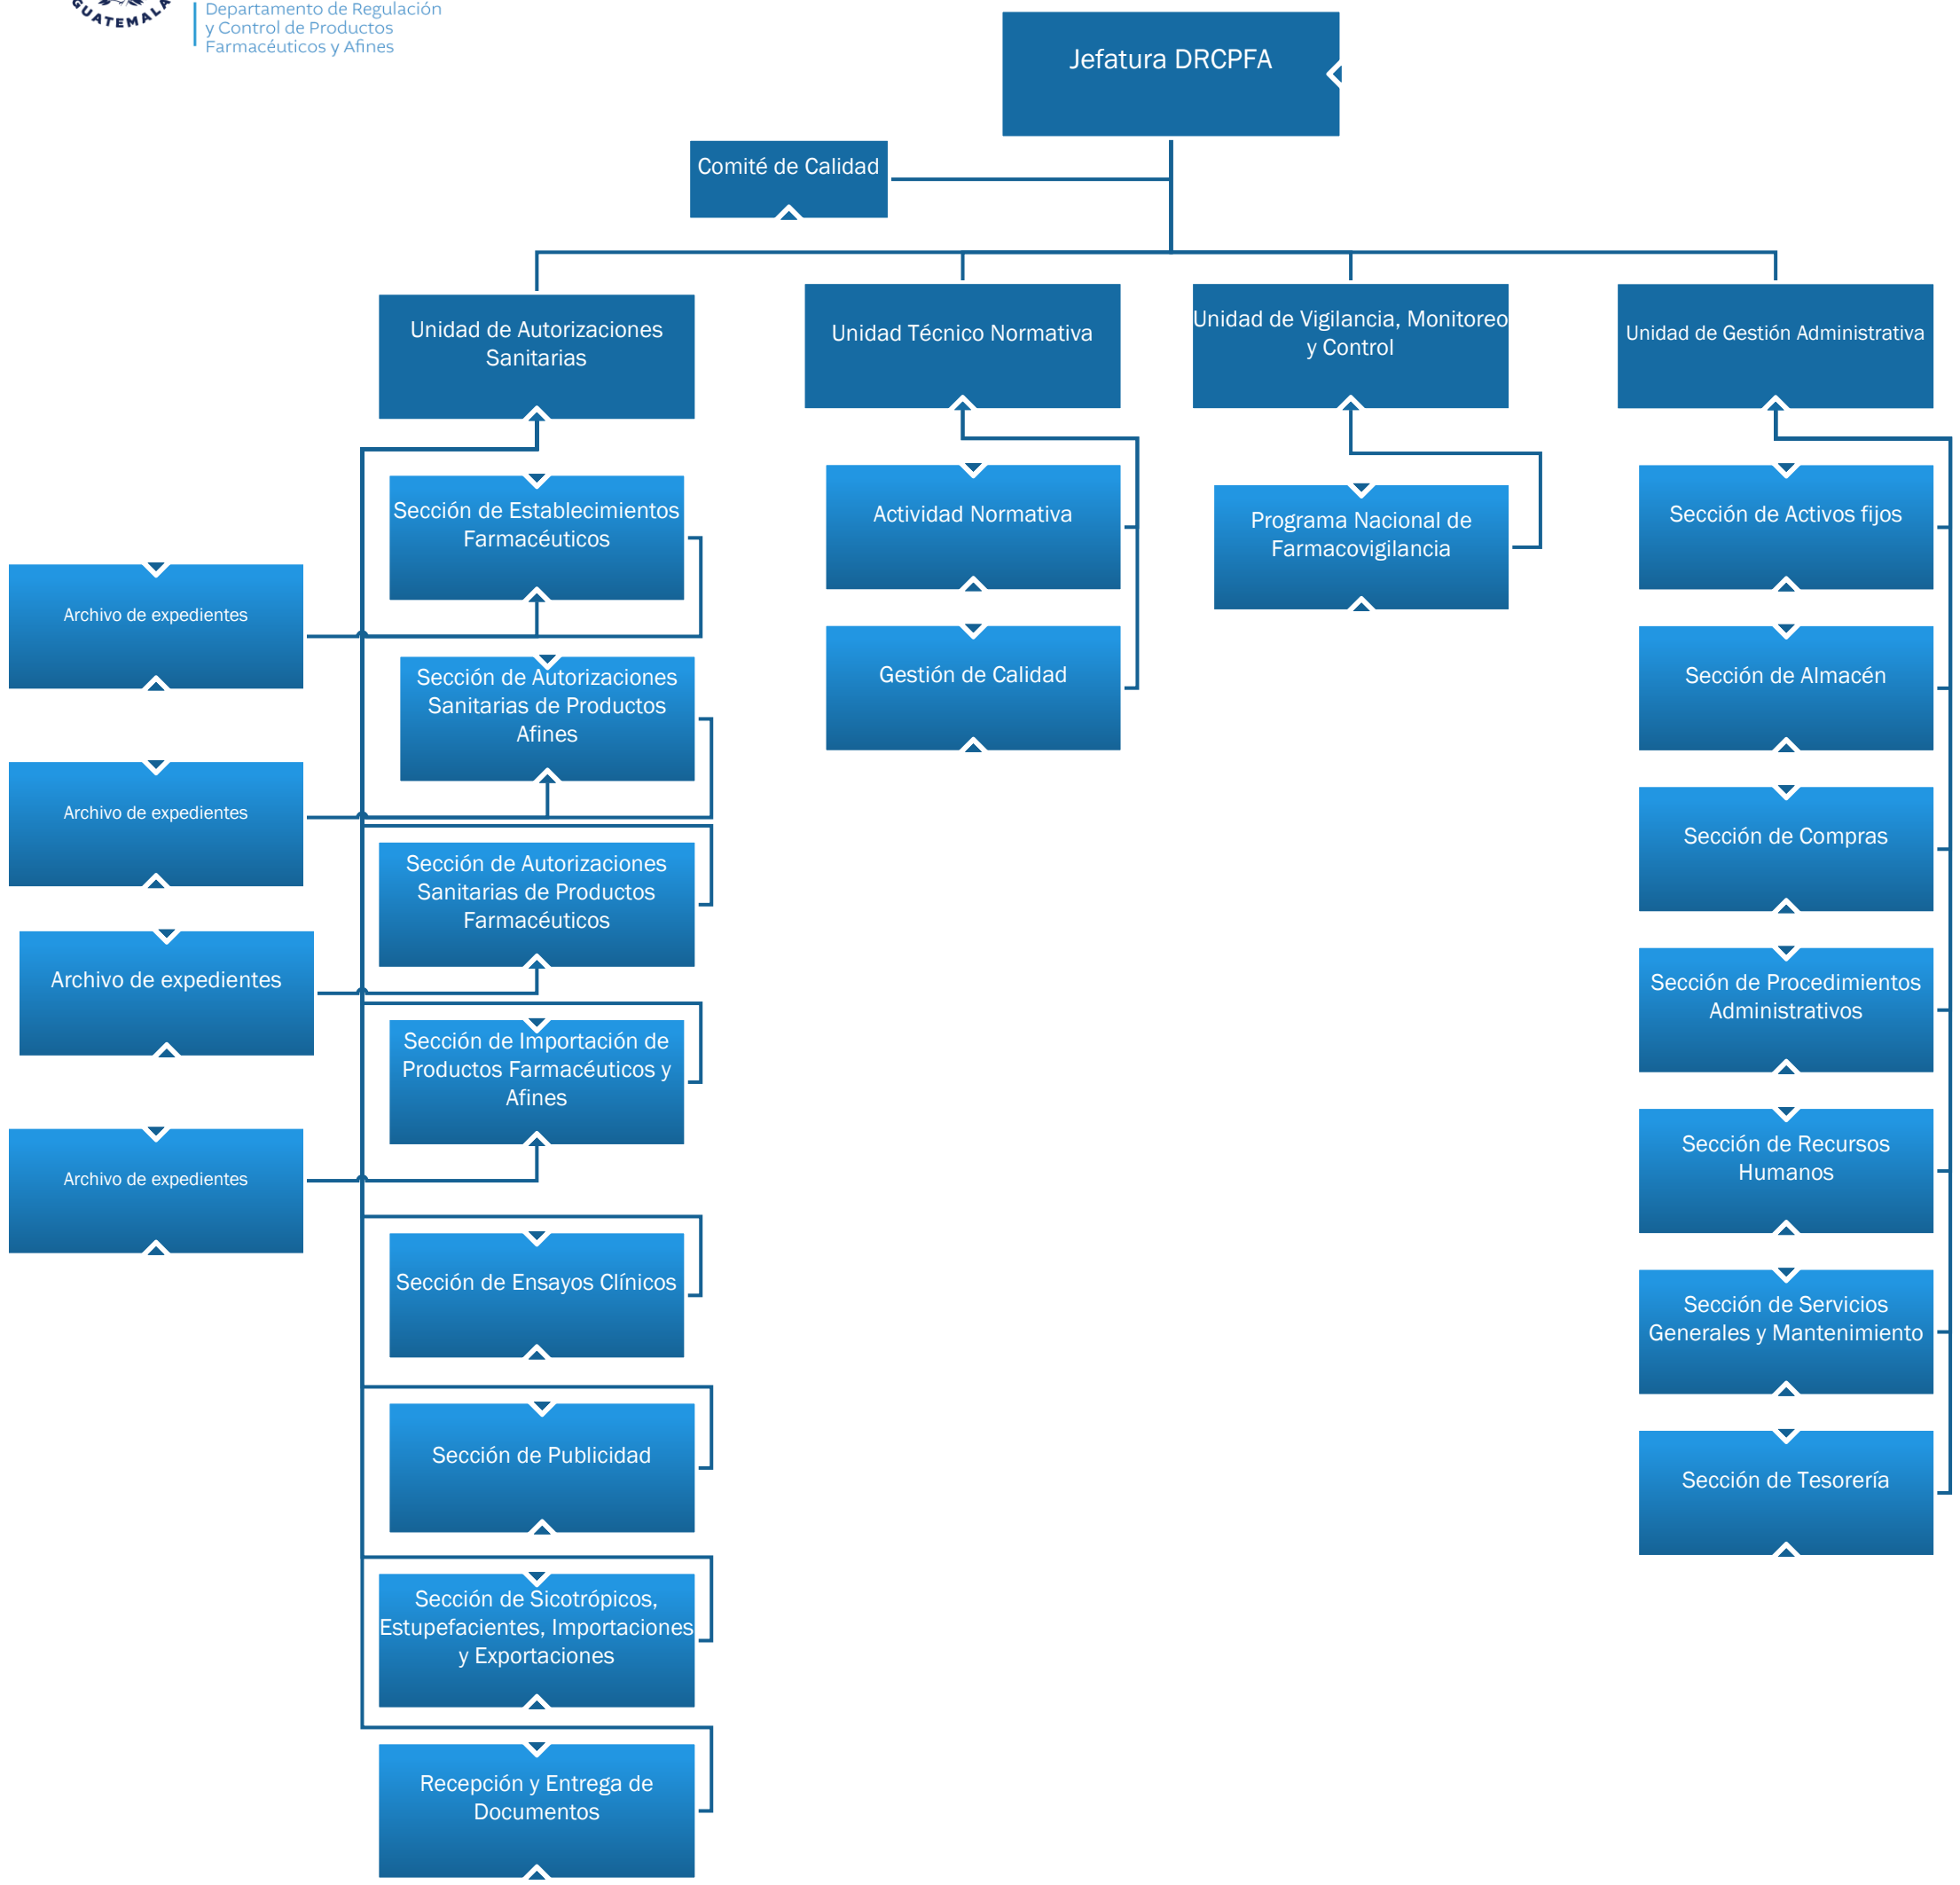 GUATEMALA
Departamento de Regulación
y Control de Productos
Farmacéuticos y Afines
Jefatura DRCPFA
Comité de Calidad
Unidad de Autorizaciones
Sanitarias
Unidad Técnico Normativa
Unidad de Vigilancia, Monitoreo
y Control
Unidad de Gestión Administrativa
Sección de Establecimientos
Farmacéuticos
Archivo de expedientes
Sección de Autorizaciones
Sanitarias de Productos
Afines
Archivo de expedientes
Sección de Autorizaciones
Sanitarias de Productos
Farmacéuticos
Archivo de expedientes
Sección de Importación de
Productos Farmacéuticos y
Afines
Archivo de expedientes
Sección de Ensayos Clínicos
Sección de Publicidad
Sección de Sicotrópicos,
Estupefacientes, Importaciones
y Exportaciones
Recepción y Entrega de
Documentos
Actividad Normativa
Gestión de Calidad
Programa Nacional de
Farmacovigilancia
Sección de Activos fijos
Sección de Almacén
Sección de Compras
Sección de Procedimientos
Administrativos
Sección de Recursos
Humanos
Sección de Servicios
Generales y Mantenimiento
Sección de Tesorería